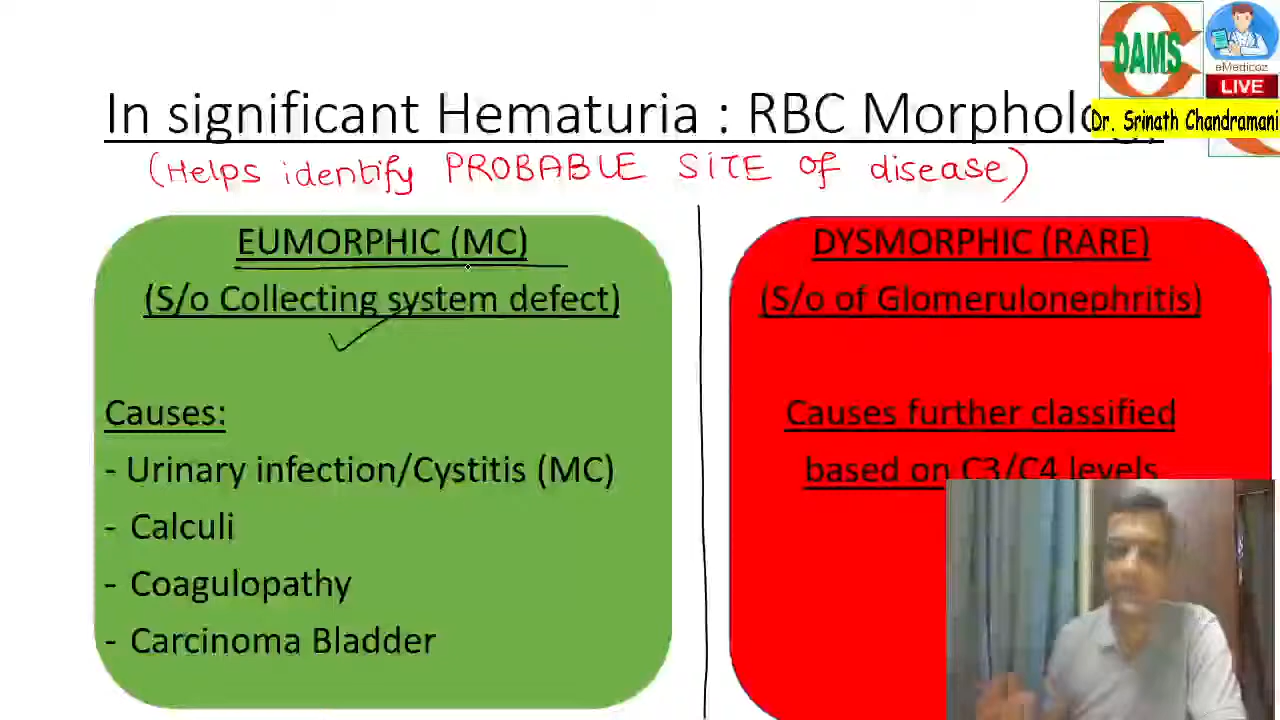 DAMS
eMedicoz
LIVE
Dr. Srinath Chandramani
In significant Hematuria : RBC Morphology
(Helps identify PROBABLE SITE OF disease)
EUMORPHIC (MC)
(S/o Collecting system defect)
Causes:
- Urinary infection/Cystitis (MC)
- Calculi
- Coagulopathy
- Carcinoma Bladder
DYSMORPHIC (RARE)
(S/o of Glomerulonephritis)
Causes further classified
based on C3/C4 levels